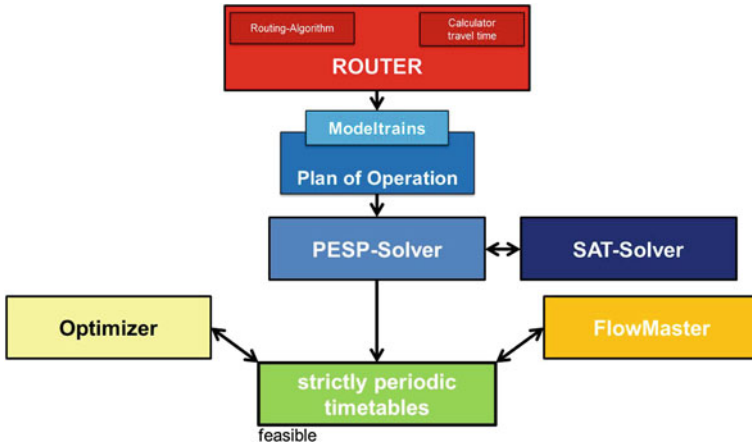 Routing-Algorithm
Calculator
travel time
ROUTER
Modeltrains
Plan of Operation
PESP-Solver
SAT-Solver
Optimizer
FlowMaster
strictly periodic
timetables
feasible